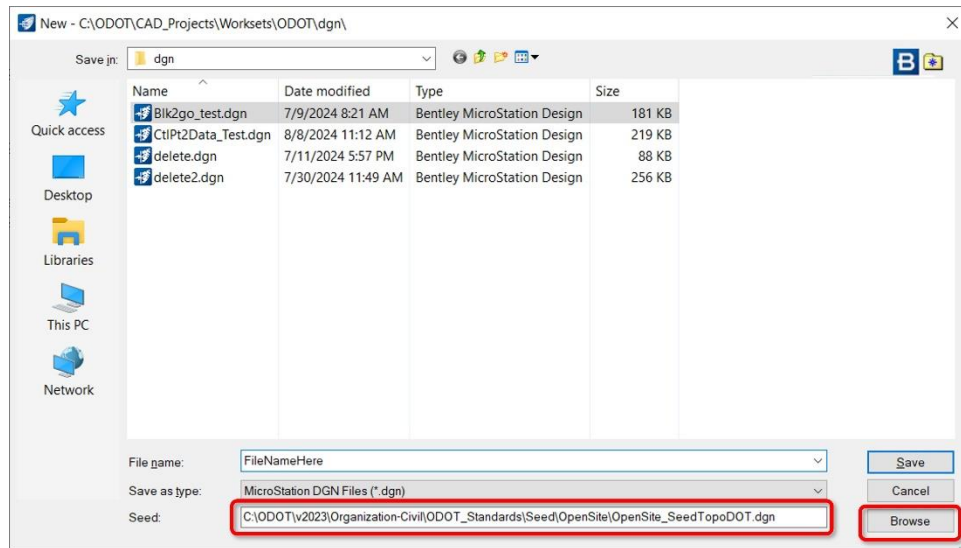 New - C:\ODOT\CAD_Projects\Worksets\ODOT\dgn\
Save in: dgn
Name Date modified Type Size
Blk2go_test.dgn 7/9/2024 8:21 AM Bentley MicroStation Design 181 KB
CtlPt2Data_Test.dgn 8/8/2024 11:12 AM Bentley MicroStation Design 219 KB
delete.dgn 7/11/2024 5:57 PM Bentley MicroStation Design 88 KB
delete2.dgn 7/30/2024 11:49 AM Bentley MicroStation Design 256 KB
Quick access
Desktop
Libraries
This PC
Network
File name: FileNameHere Save
Save as type: MicroStation DGN Files (*.dgn) Cancel
Seed: C:\ODOT\v2023\Organization-Civil\ODOT_Standards\Seed\OpenSite\OpenSite_SeedTopoDOT.dgn Browse